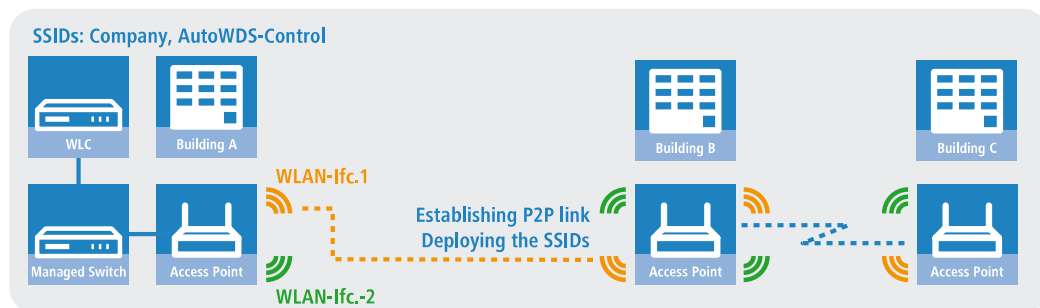 SSIDs: Company, AutoWDS-Control
WLC
Building A
Building B
Building C
WLAN-Ifc.1
Establishing P2P link
Deploying the SSIDs
Managed Switch
Access Point
Access Point
Access Point
WLAN-Ifc.-2